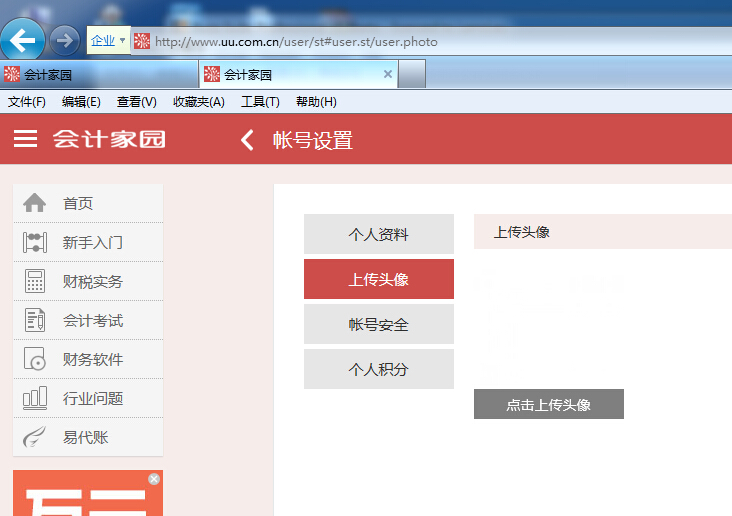 企业
http://www.uu.com.cn/user/st#user.st/user.photo
会计家园
会计家园
文件(F) 编辑(E) 查看(V) 收藏夹(A) 工具(T) 帮助(H)
会计家园
帐号设置
首页
新手入门
财税实务
会计考试
财务软件
行业问题
易代账
个人资料
上传头像
帐号安全
个人积分
上传头像
点击上传头像